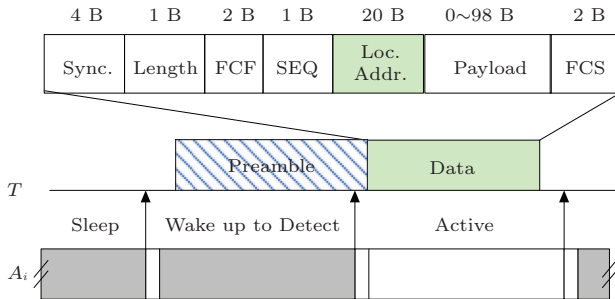 4 B 1 B 2 B 1 B 20 B 0~98 B 2 B
Sync. Length FCF SEQ Loc. Addr. Payload FCS
Preamble Data
T
Sleep Wake up to Detect Active
Ai